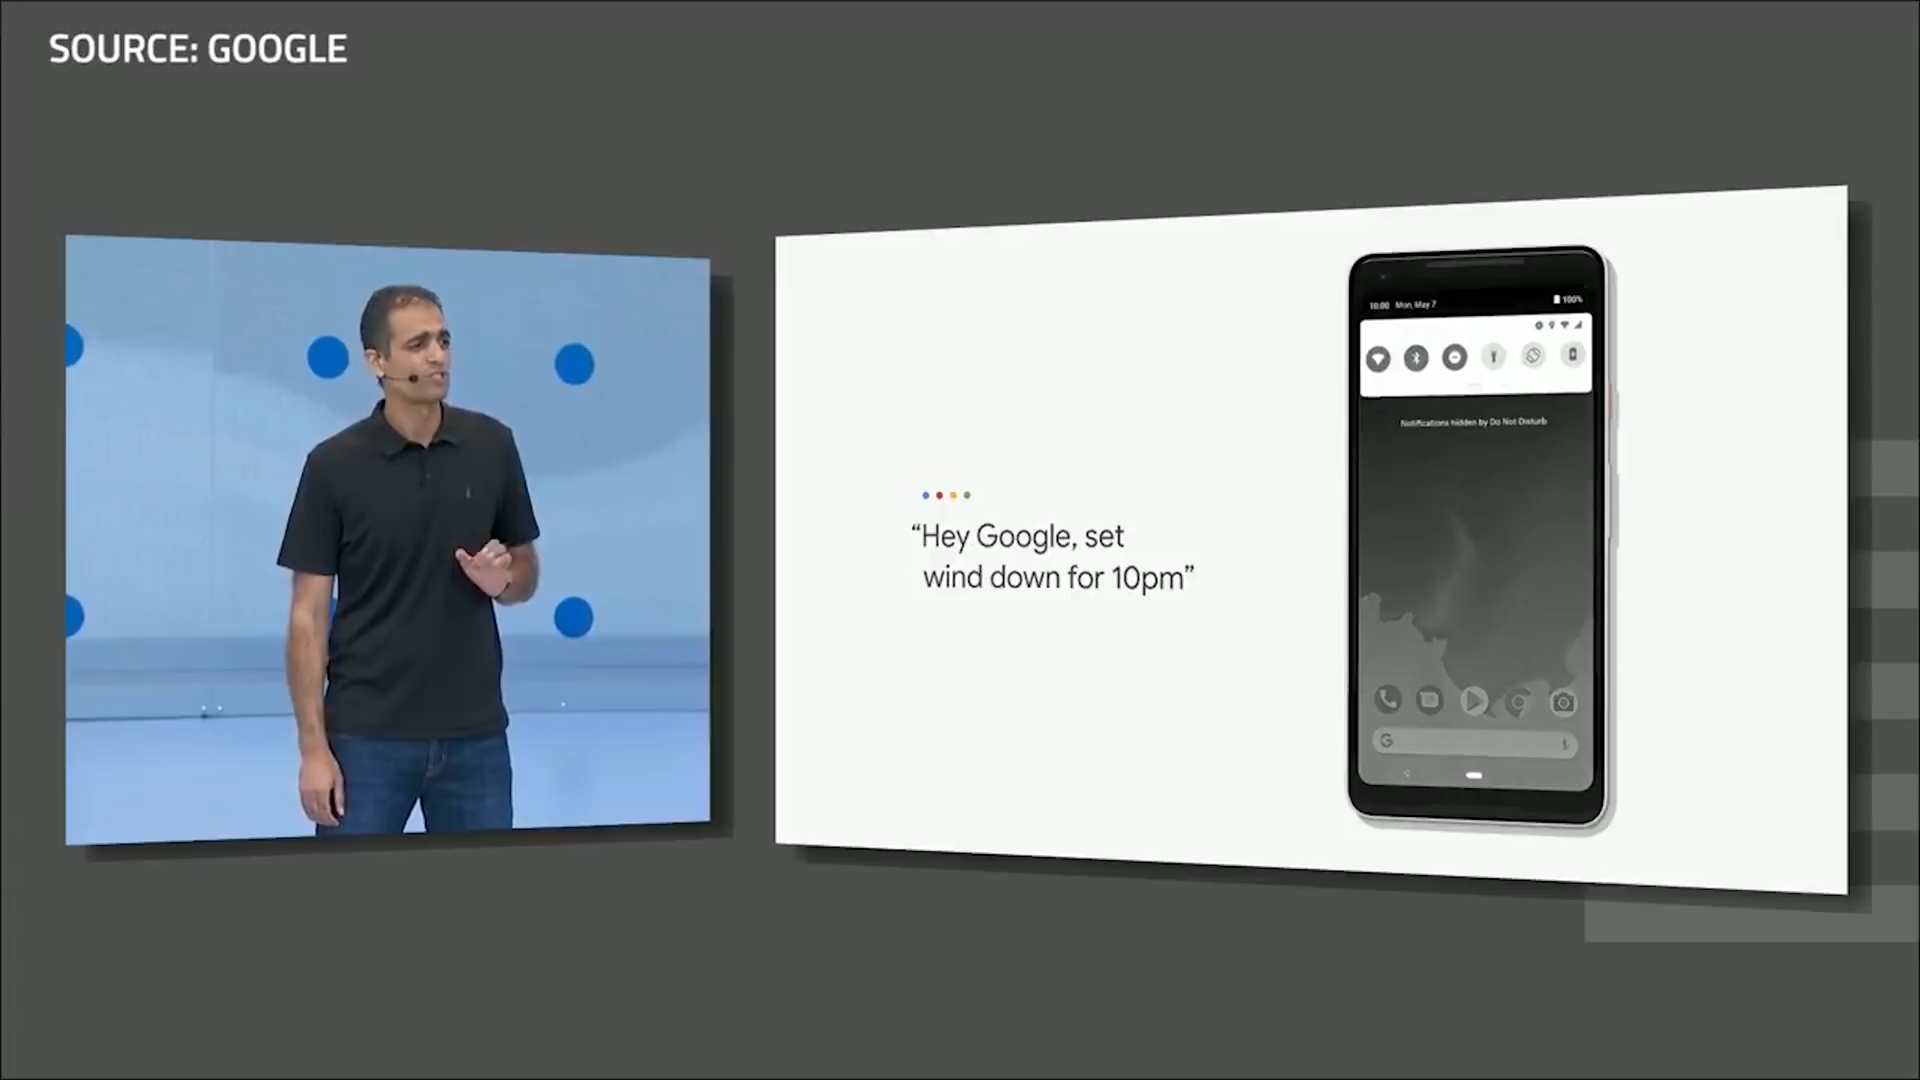 SOURCE: GOOGLE
10:00 Mon, May 7
100%
Notifications hidden by Do Not Disturb
“Hey Google, set
wind down for 10pm”
G